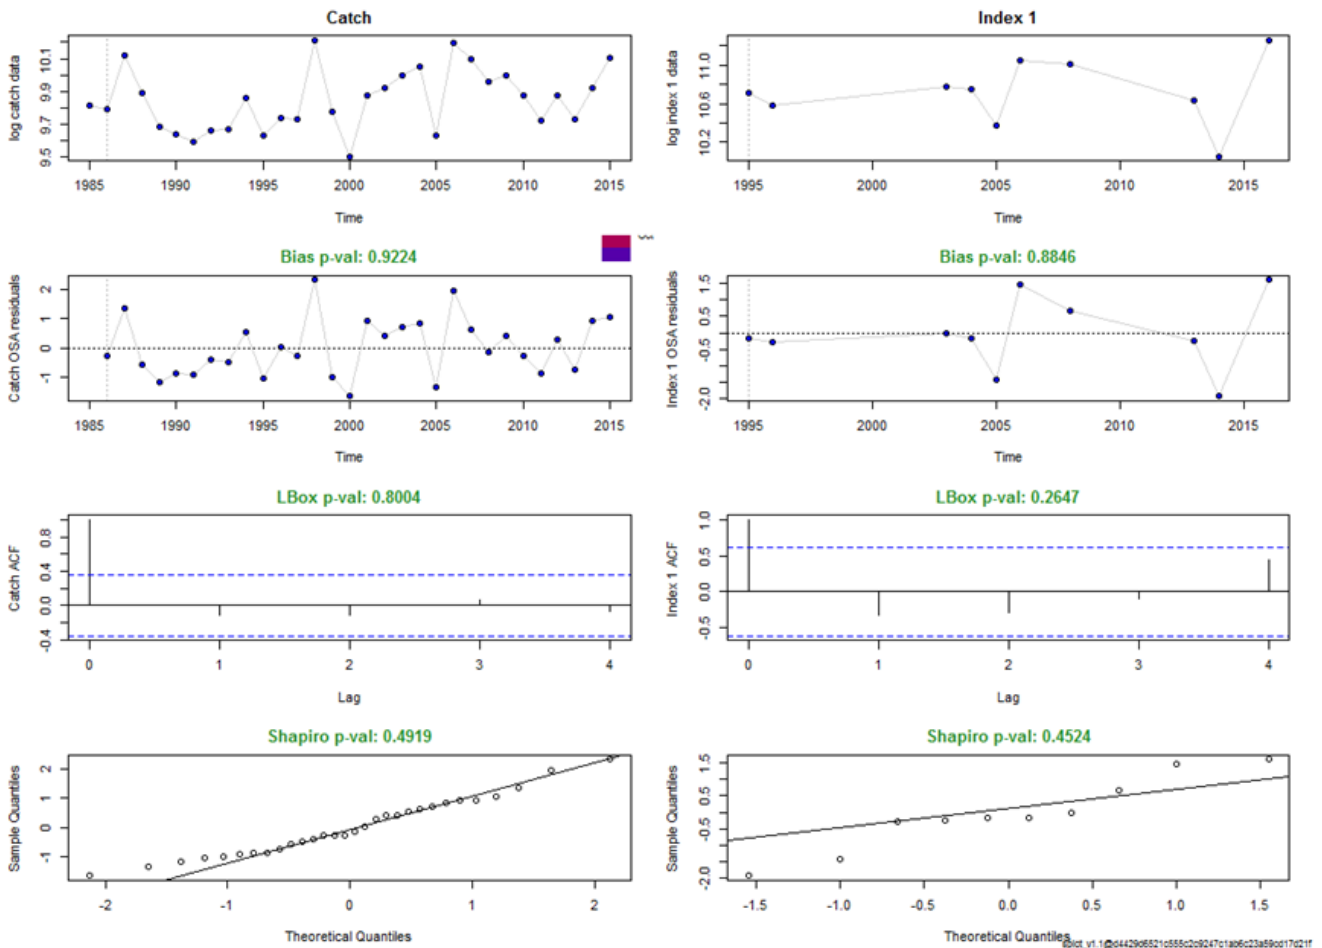 Catch
log catch data
9.5 9.7 9.9 10.1
1985 1990 1995 2000 2005 2010 2015
Time
Index 1
log index 1 data
10.2 10.6 11.0
1995 2000 2005 2010 2015
Time
Bias p-val: 0.9224
Catch OSA residuals
-1 0 1 2
1985 1990 1995 2000 2005 2010 2015
Time
Bias p-val: 0.8846
Index 1 OSA residuals
-2.0 -0.5 0.5 1.5
1995 2000 2005 2010 2015
Time
LBox p-val: 0.8004
Catch ACF
-0.4 0.0 0.4 0.8
0 1 2 3 4
Lag
LBox p-val: 0.2647
Index 1 ACF
-0.5 0.0 0.5 1.0
0 1 2 3 4
Lag
Shapiro p-val: 0.4919
Sample Quantiles
-1 0 1 2
-2 -1 0 1 2
Theoretical Quantiles
Shapiro p-val: 0.4524
Sample Quantiles
-2.0 -0.5 0.5 1.5
-1.5 -1.0 -0.5 0.0 0.5 1.0 1.5
Theoretical Quantiles